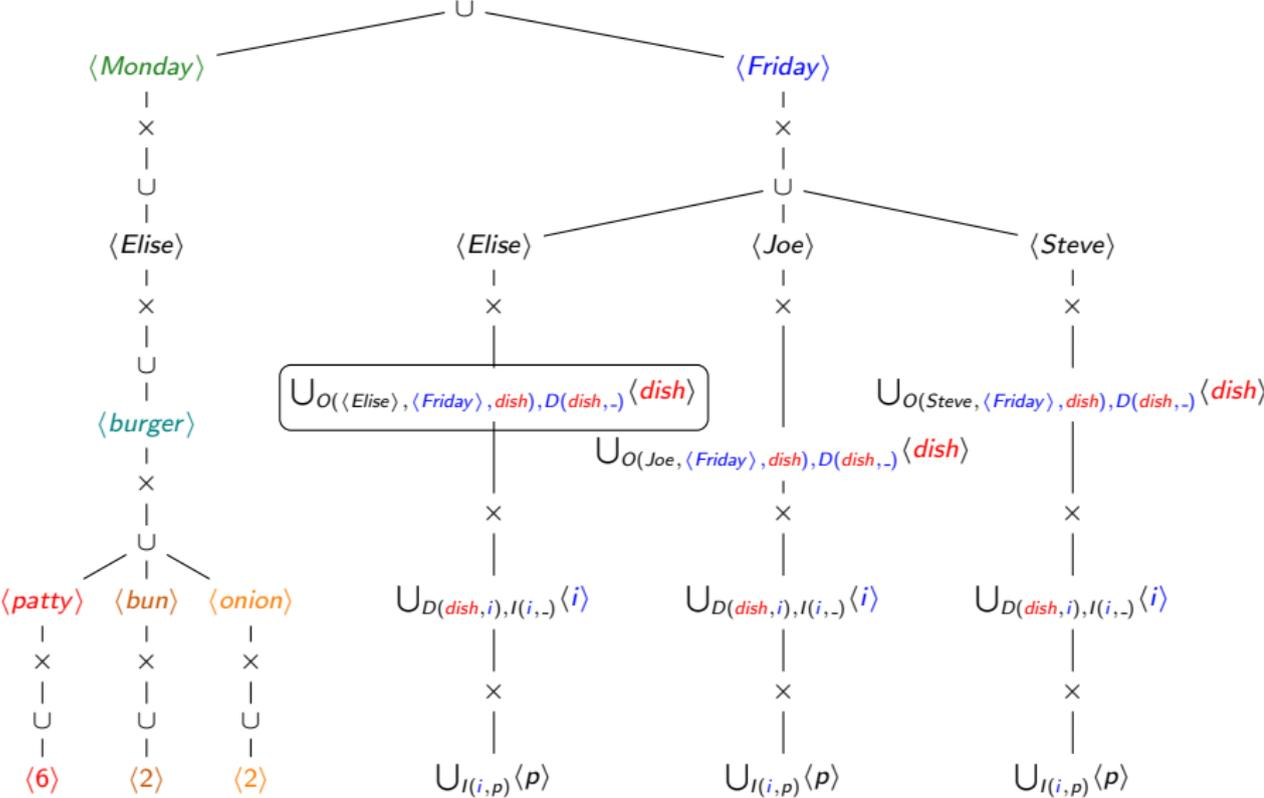 ∪
⟨Monday⟩ ⟨Friday⟩
× ×
∪ ∪
⟨Elise⟩ ⟨Elise⟩ ⟨Joe⟩ ⟨Steve⟩
× × × ×
∪
⋃O(⟨Elise⟩,⟨Friday⟩,dish),D(dish,_)⟨dish⟩ ⋃O(Steve,⟨Friday⟩,dish),D(dish,_)⟨dish⟩
⟨burger⟩
⋃O(Joe,⟨Friday⟩,dish),D(dish,_)⟨dish⟩
×
× × ×
∪
⟨patty⟩ ⟨bun⟩ ⟨onion⟩ ⋃D(dish,i),I(i,_)⟨i⟩ ⋃D(dish,i),I(i,_)⟨i⟩ ⋃D(dish,i),I(i,_)⟨i⟩
× × ×
× × ×
∪ ∪ ∪
⟨6⟩ ⟨2⟩ ⟨2⟩ ⋃I(i,p)⟨p⟩ ⋃I(i,p)⟨p⟩ ⋃I(i,p)⟨p⟩